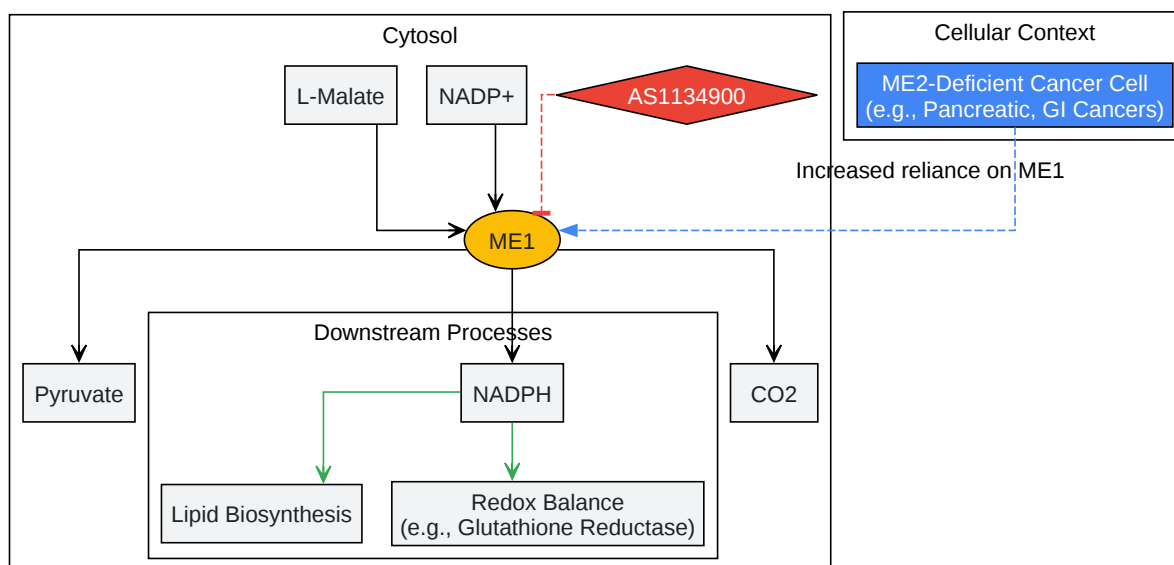 Cytosol
Cellular Context
L-Malate
NADP+
AS1134900
ME2-Deficient Cancer Cell
(e.g., Pancreatic, GI Cancers)
Increased reliance on ME1
ME1
Downstream Processes
Pyruvate
NADPH
CO2
Lipid Biosynthesis
Redox Balance
(e.g., Glutathione Reductase)